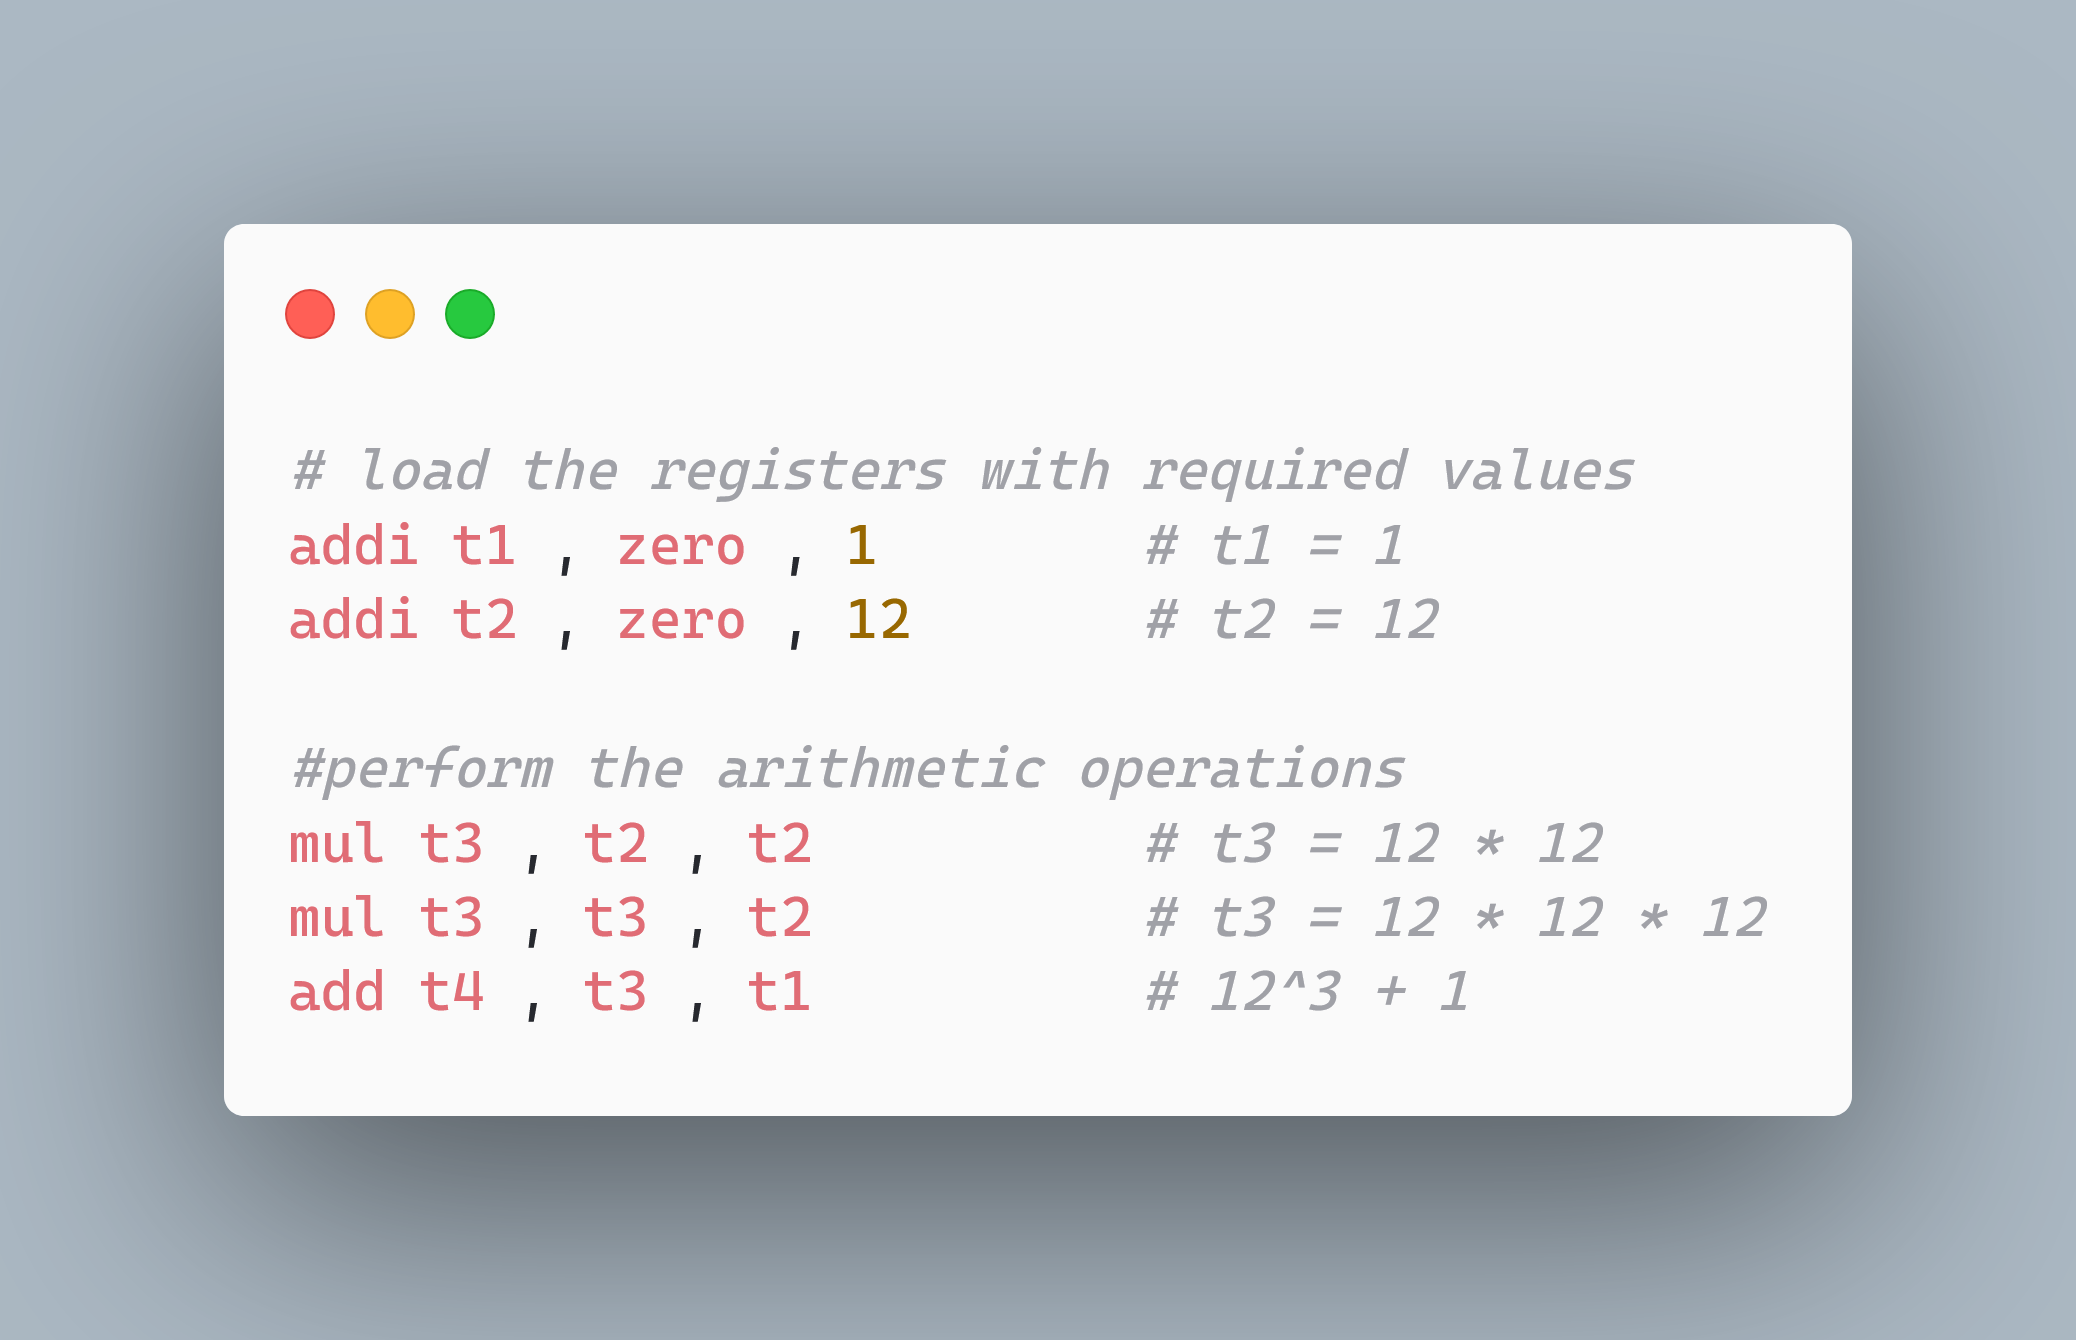 # load the registers with required values
addi t1 , zero , 1        # t1 = 1
addi t2 , zero , 12       # t2 = 12
#perform the arithmetic operations
mul t3 , t2 , t2          # t3 = 12 * 12
mul t3 , t3 , t2          # t3 = 12 * 12 * 12
add t4 , t3 , t1          # 12^3 + 1